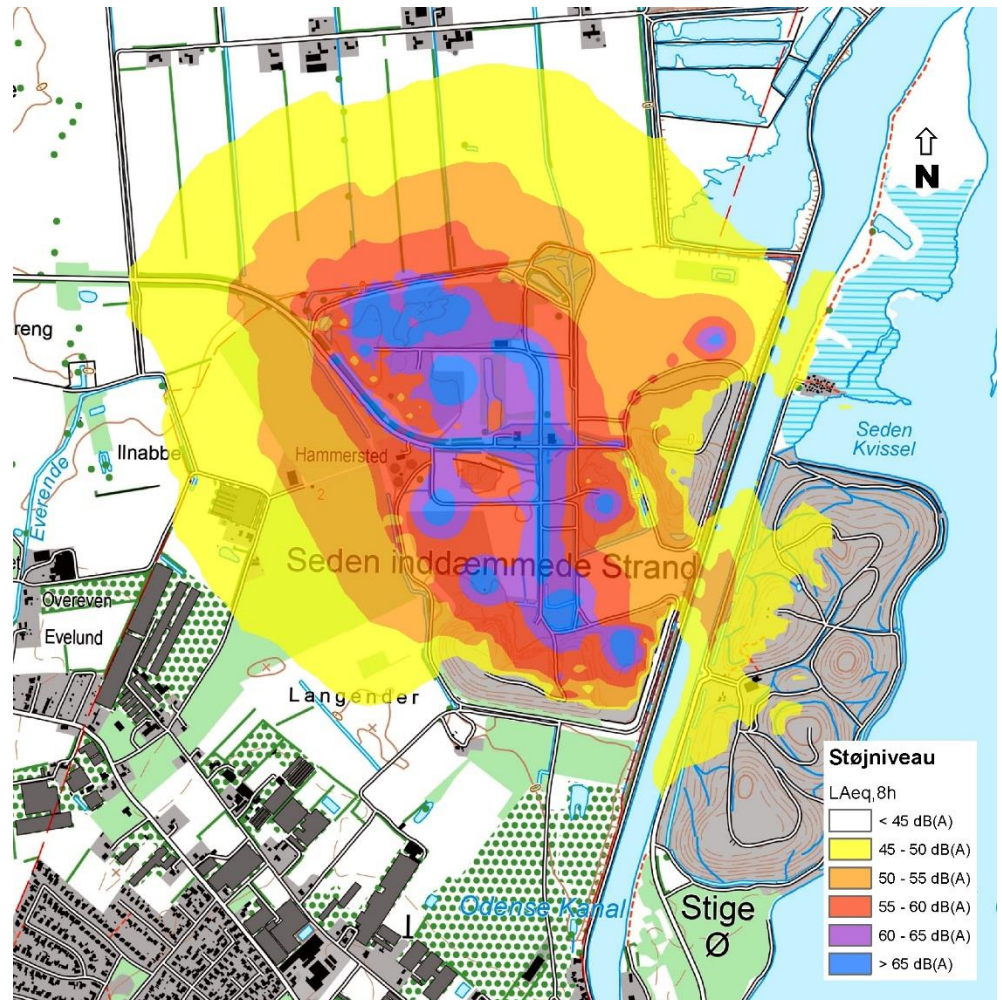 N
reng
Seden
Kvissel
Ilnabbe
Hammersted
2
Everende
Seden inddæmmede Strand
Overeven
Evelund
Langender
Støjniveau
LAeq,8h
< 45 dB(A)
45 - 50 dB(A)
50 - 55 dB(A)
55 - 60 dB(A)
60 - 65 dB(A)
> 65 dB(A)
Odense Kanal
Stige
Ø